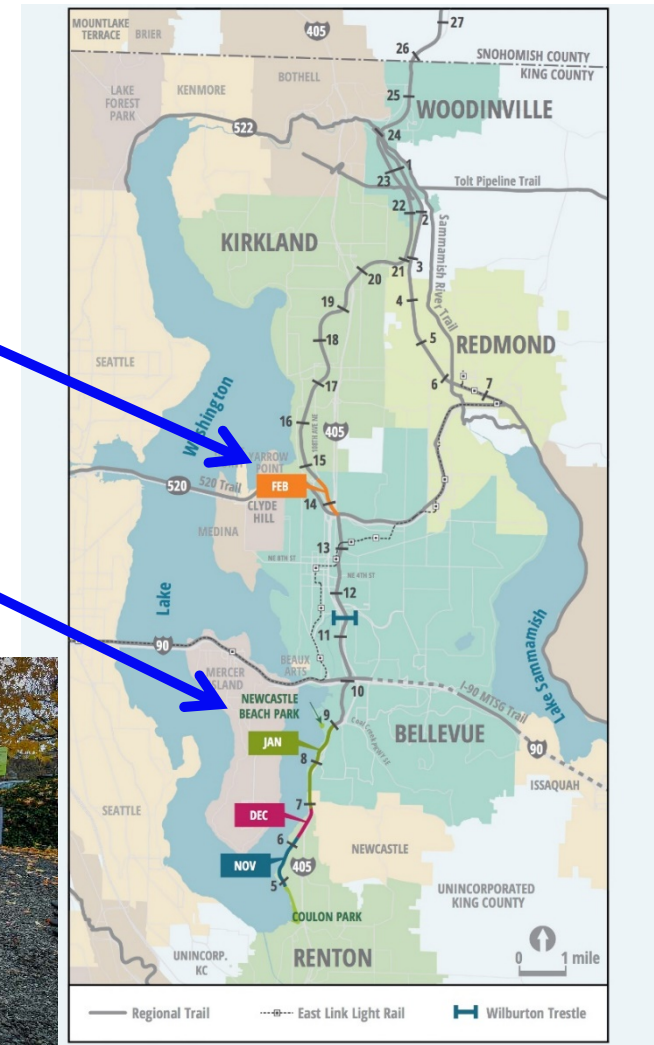 27
MOUNTLAKE
TERRACE
BRIER
405
26
SNOHOMISH COUNTY
KING COUNTY
BOTHELL
LAKE
FOREST
PARK
KENMORE
25
WOODINVILLE
522
24
1
23
Tolt Pipeline Trail
22
2
Sammamish River Trail
KIRKLAND
21
3
20
4
19
18
5
REDMOND
SEATTLE
6
7
17
Washington
16
108TH AVE NE
405
YARROW
POINT
15
520
520 Trail
FEB
14
CLYDE
HILL
MEDINA
13
NE 8TH ST
NE 4TH ST
12
Lake
11
90
BEAUX
ARTS
MERCER
ISLAND
10
I-90 MTSG Trail
Lake Sammamish
NEWCASTLE
BEACH PARK
9
BELLEVUE
JAN
90
8
ISSAQUAH
7
SEATTLE
DEC
6
NEWCASTLE
NOV
405
5
UNINCORPORATED
KING COUNTY
COULON PARK
UNINCORP.
KC
RENTON
0 1 mile
Regional Trail
East Link Light Rail
Wilburton Trestle